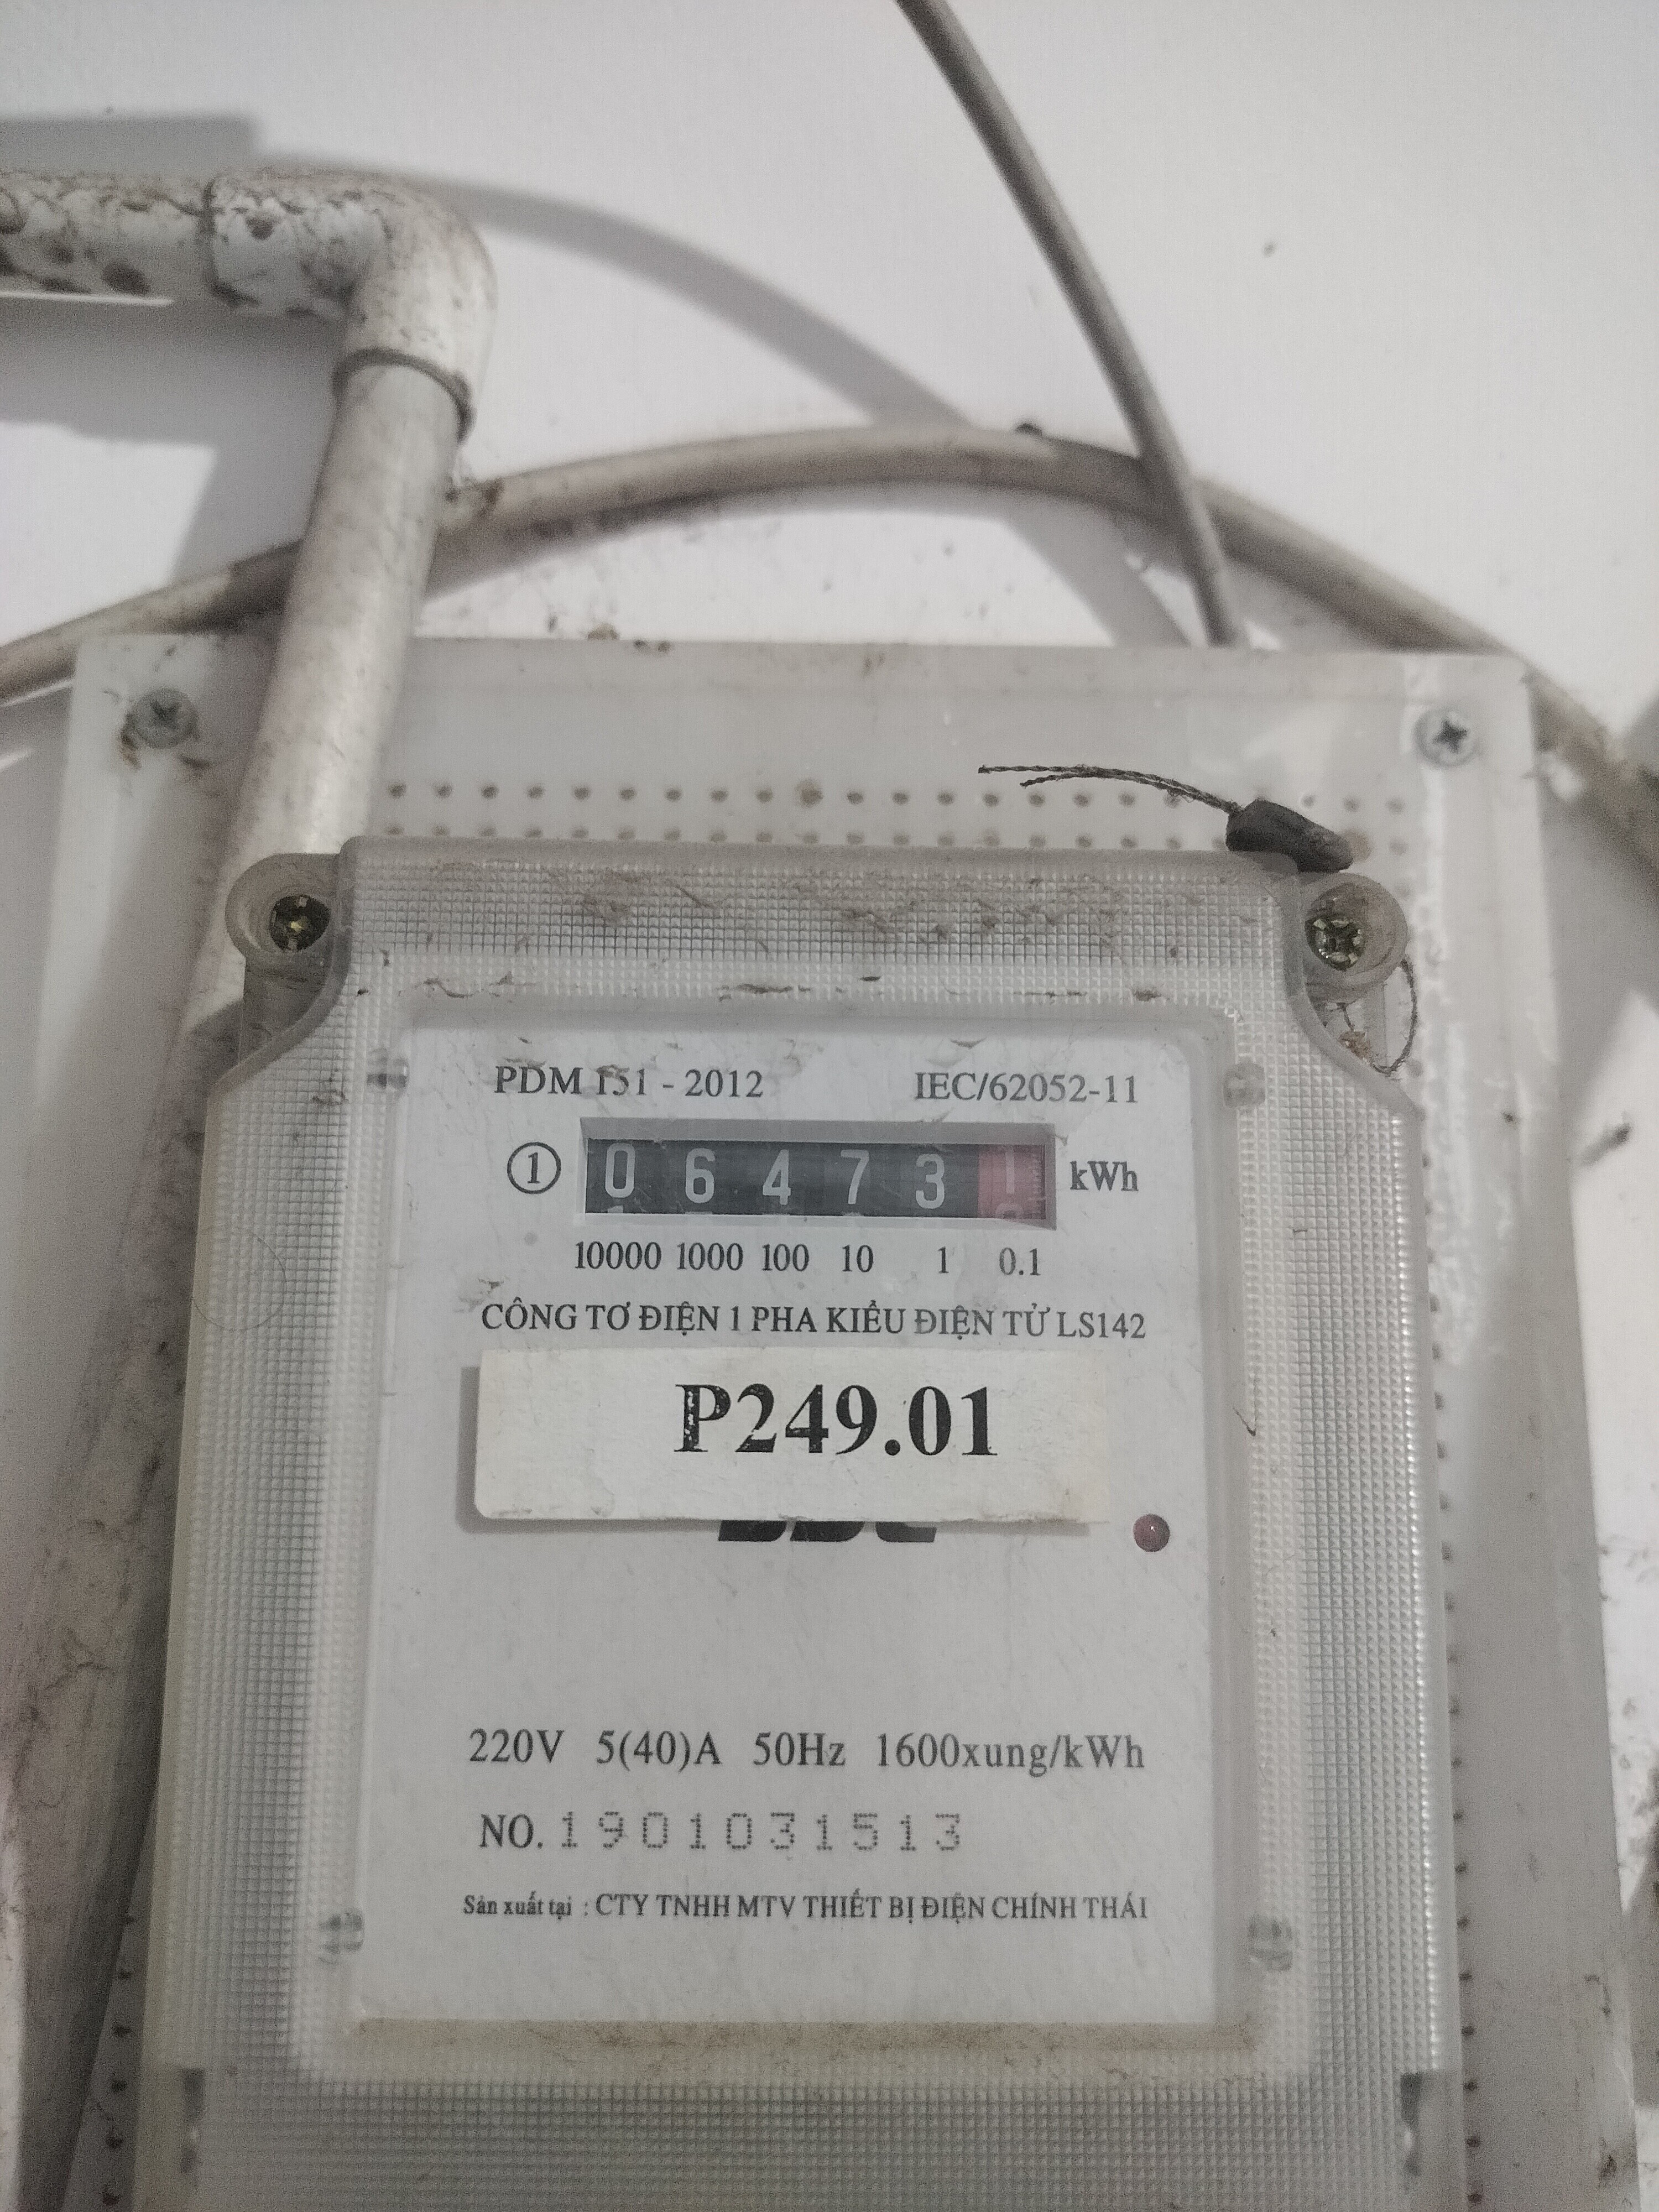 PDM 151 - 2012 IEC/62052-11
① 0 6 4 7 3 1 kWh
10000 1000 100 10 1 0.1
CÔNG TƠ ĐIỆN 1 PHA KIỂU ĐIỆN TỬ LS142
P249.01
220V 5(40)A 50Hz 1600xung/kWh
NO. 1901031513
Sản xuất tại : CTY TNHH MTV THIẾT BỊ ĐIỆN CHÍNH THÁI